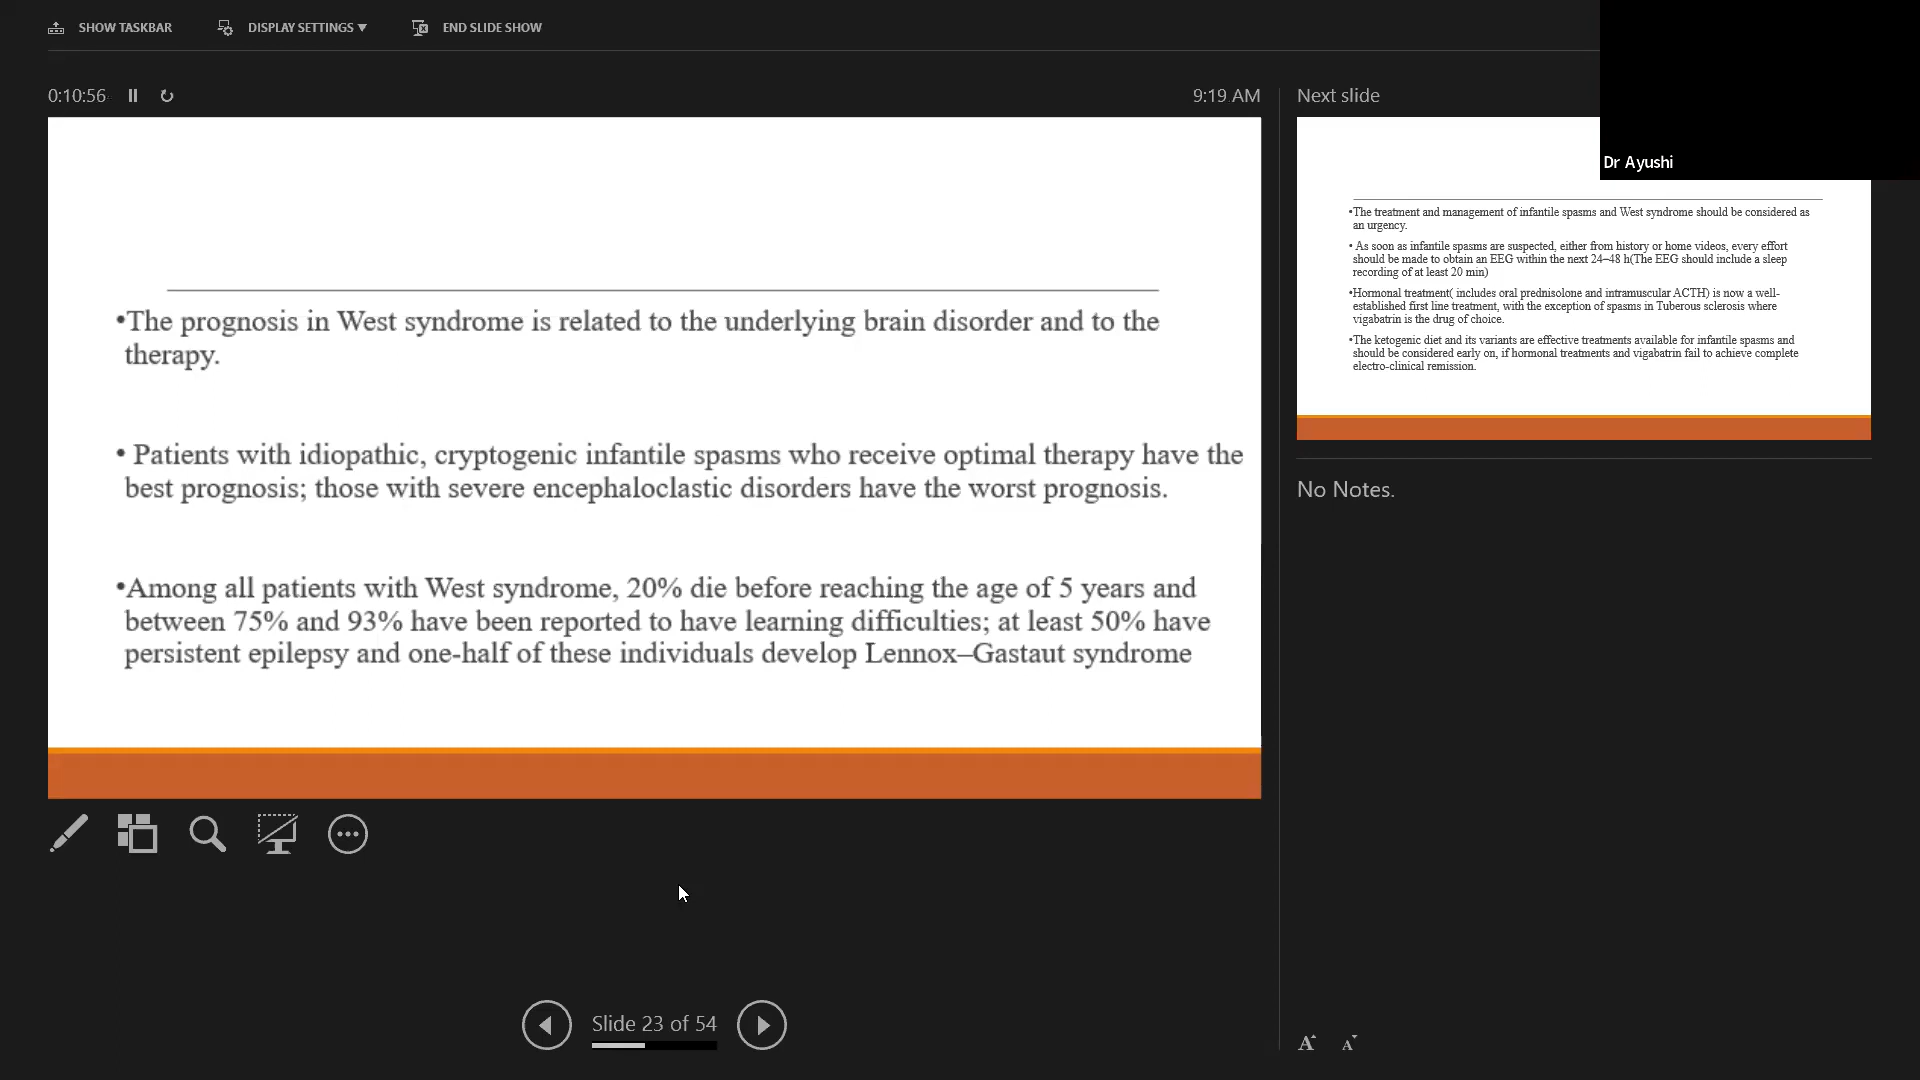 SHOW TASKBAR DISPLAY SETTINGS ▼ END SLIDE SHOW
0:10:56 9:19 AM
•The prognosis in West syndrome is related to the underlying brain disorder and to the
therapy.
• Patients with idiopathic, cryptogenic infantile spasms who receive optimal therapy have the
best prognosis; those with severe encephaloclastic disorders have the worst prognosis.
•Among all patients with West syndrome, 20% die before reaching the age of 5 years and
between 75% and 93% have been reported to have learning difficulties; at least 50% have
persistent epilepsy and one-half of these individuals develop Lennox–Gastaut syndrome
Slide 23 of 54
Next slide
Dr Ayushi
•The treatment and management of infantile spasms and West syndrome should be considered as
an urgency.
• As soon as infantile spasms are suspected, either from history or home videos, every effort
should be made to obtain an EEG within the next 24–48 h(The EEG should include a sleep
recording of at least 20 min)
•Hormonal treatment( includes oral prednisolone and intramuscular ACTH) is now a well-
established first line treatment, with the exception of spasms in Tuberous sclerosis where
vigabatrin is the drug of choice.
•The ketogenic diet and its variants are effective treatments available for infantile spasms and
should be considered early on, if hormonal treatments and vigabatrin fail to achieve complete
electro-clinical remission.
No Notes.
A A